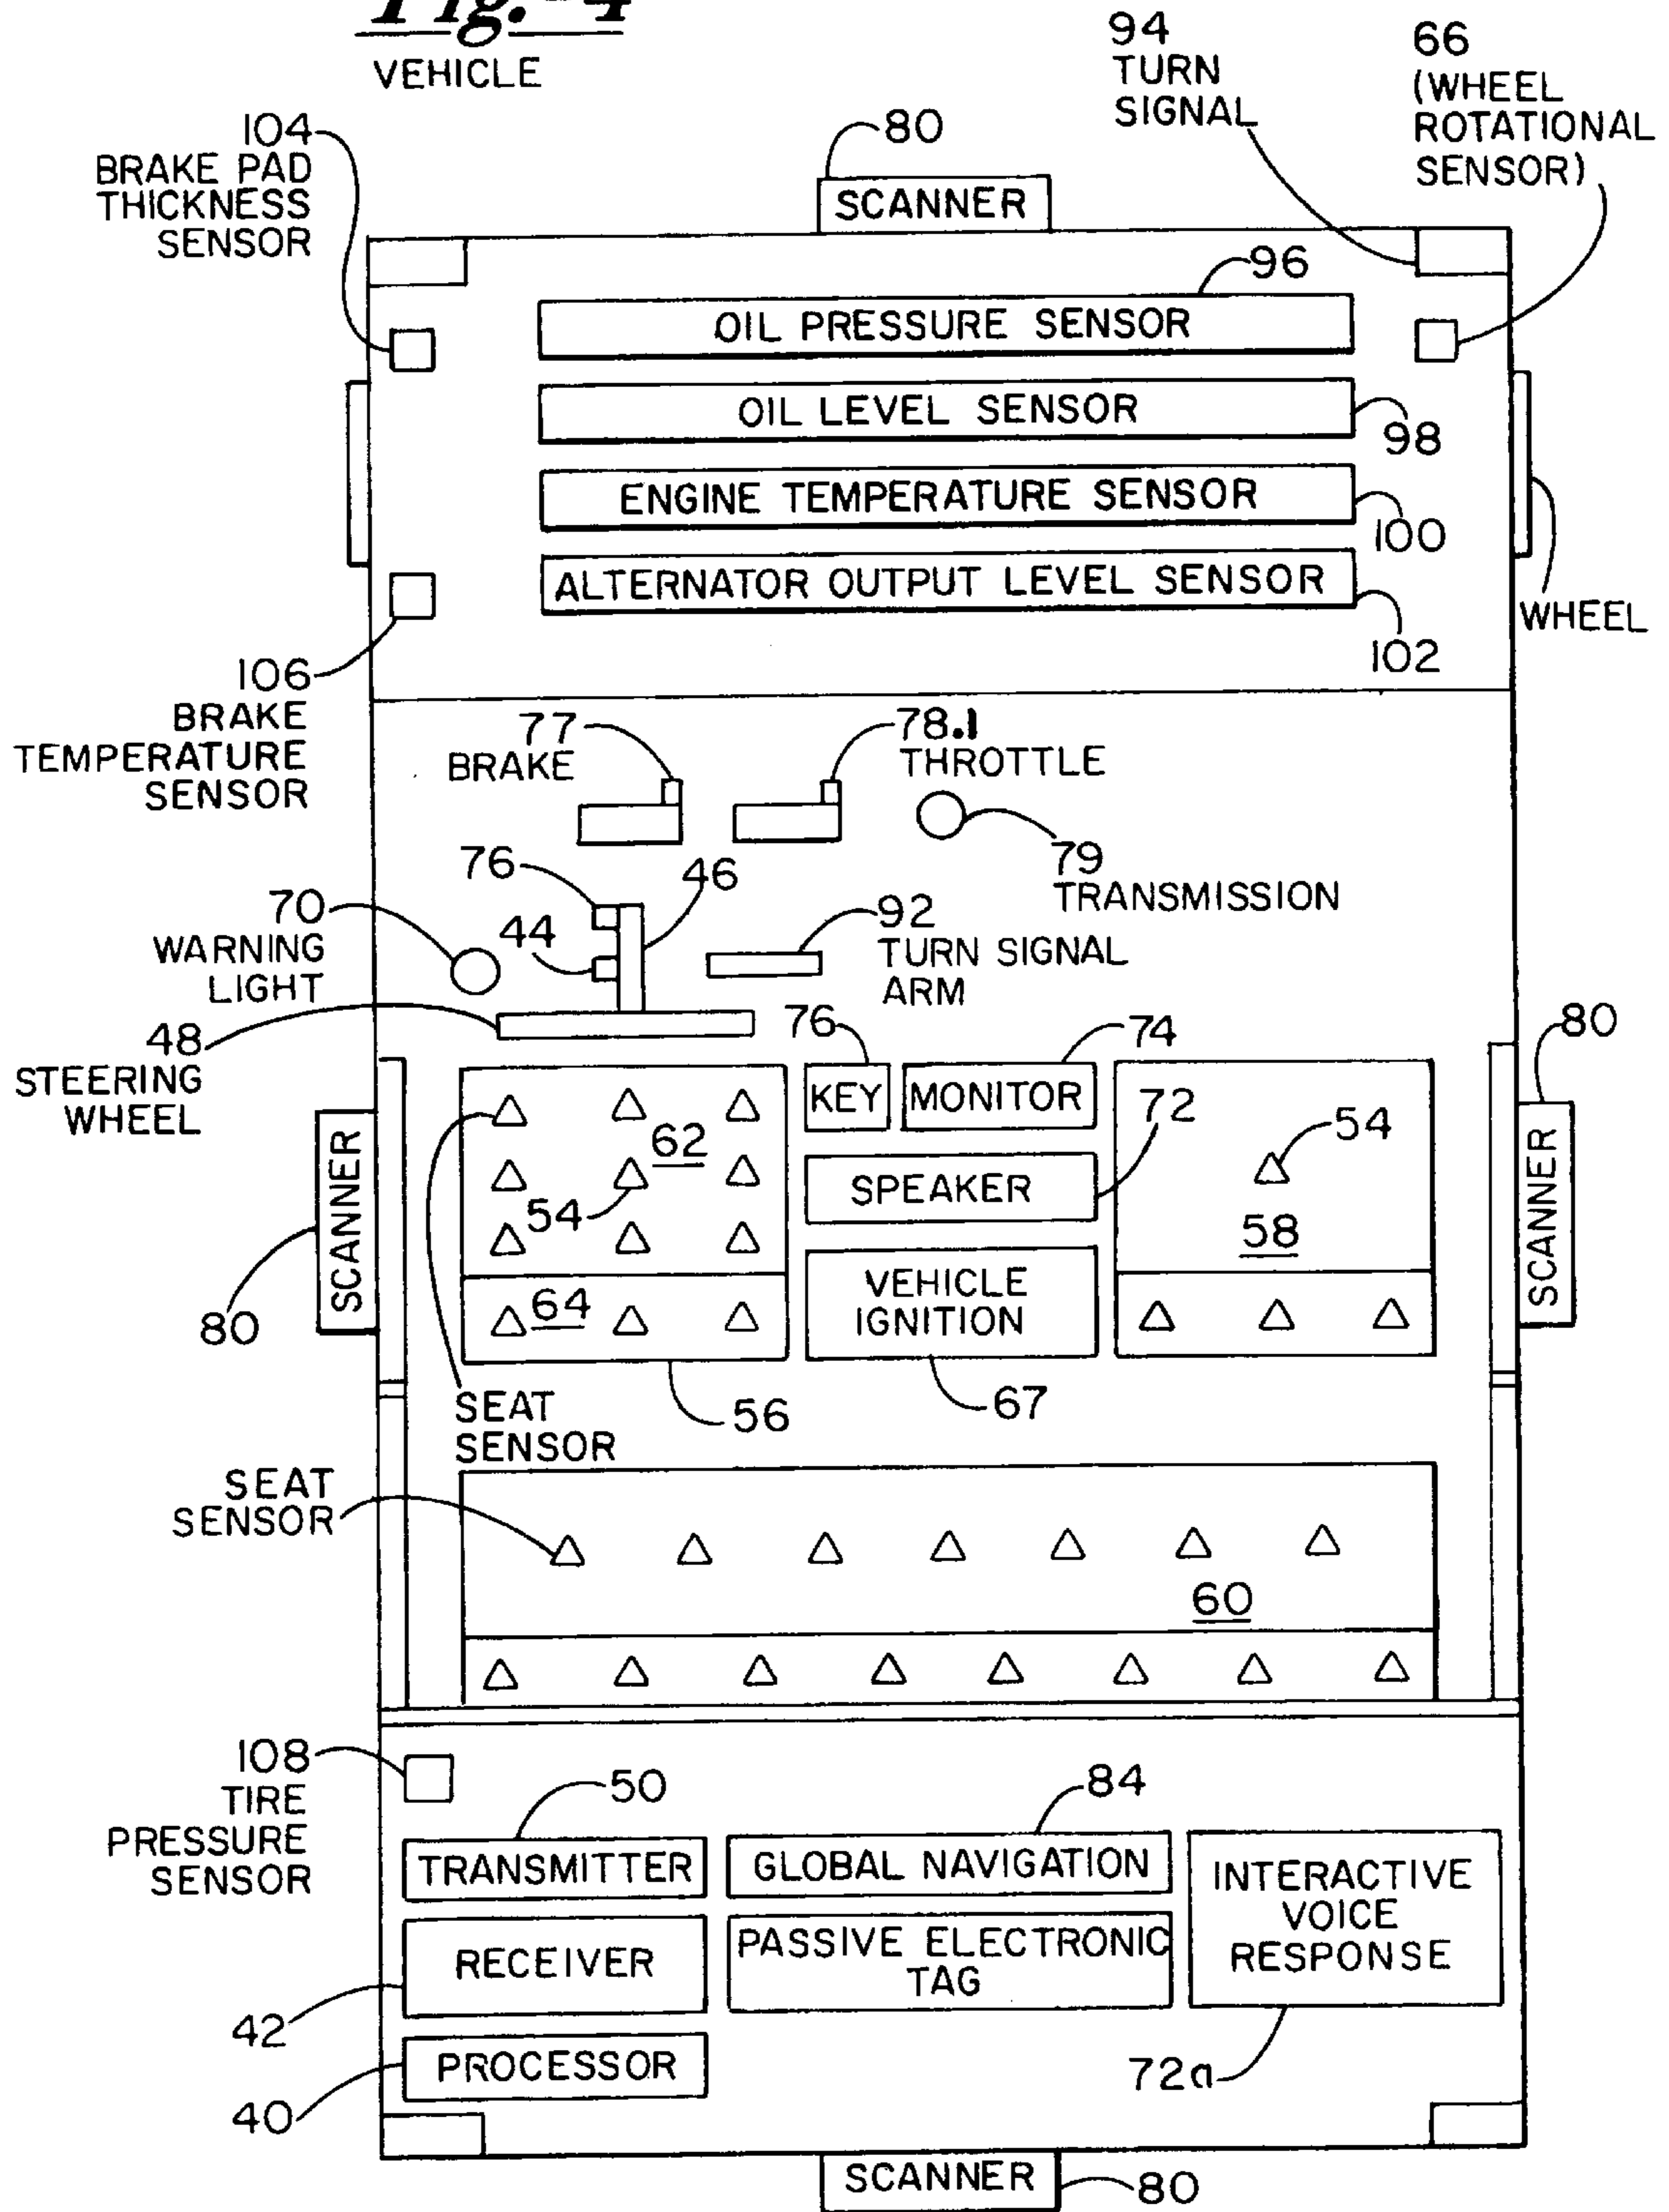 Fig.-4
VEHICLE
94
TURN
SIGNAL
66
(WHEEL
ROTATIONAL
SENSOR)
104
BRAKE PAD
THICKNESS
SENSOR
80
SCANNER
96
OIL PRESSURE SENSOR
OIL LEVEL SENSOR
98
ENGINE TEMPERATURE SENSOR
100
ALTERNATOR OUTPUT LEVEL SENSOR
102
WHEEL
106
BRAKE
TEMPERATURE
SENSOR
77
BRAKE
78.1
THROTTLE
79
TRANSMISSION
76
46
70
WARNING
LIGHT
44
92
TURN SIGNAL
ARM
48
STEERING
WHEEL
76
74
80
KEY
MONITOR
72
54
62
SCANNER
54
SPEAKER
58
SCANNER
80
64
VEHICLE
IGNITION
SEAT
SENSOR
56
67
SEAT
SENSOR
60
108
TIRE
PRESSURE
SENSOR
50
84
TRANSMITTER
GLOBAL NAVIGATION
INTERACTIVE
VOICE
RESPONSE
RECEIVER
PASSIVE ELECTRONIC
TAG
42
PROCESSOR
72a
40
SCANNER
80